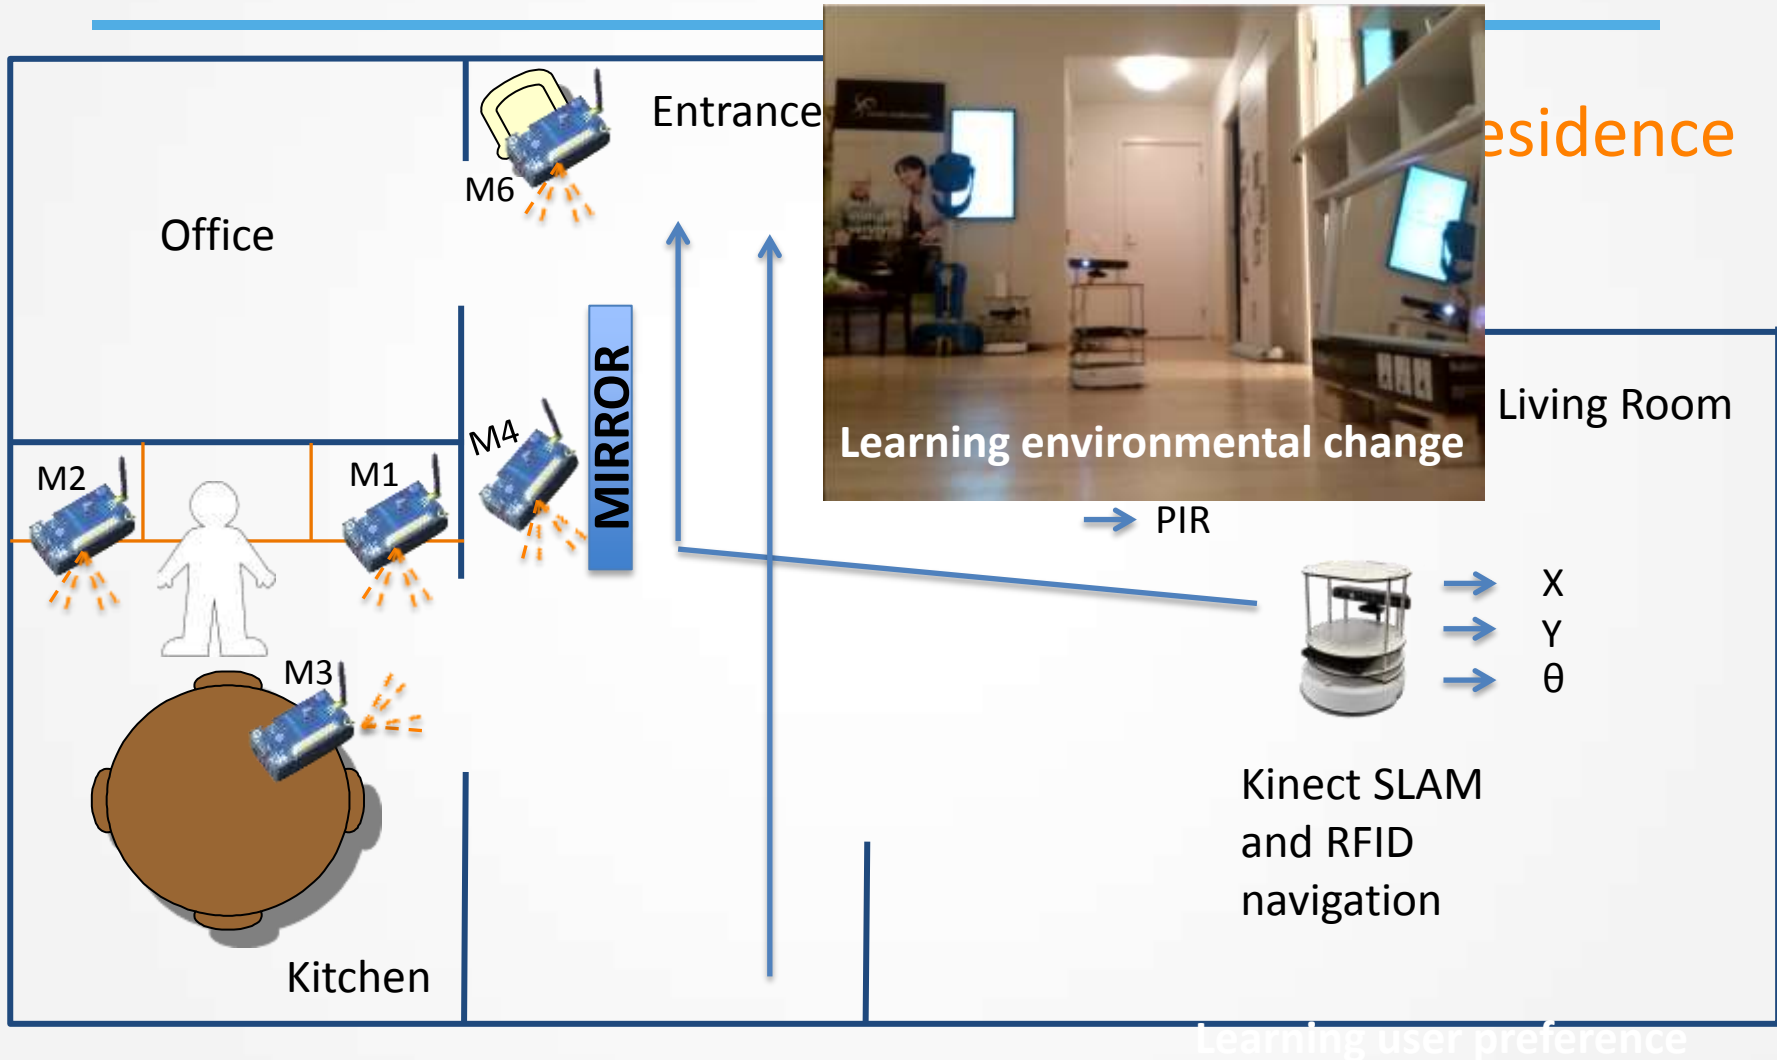 esidence
Entrance
M6
Office
Living Room
MIRROR
M4
Learning environmental change
M2
M1
PIR
X
Y
θ
M3
Kinect SLAM
and RFID
navigation
Kitchen
Learning user preference